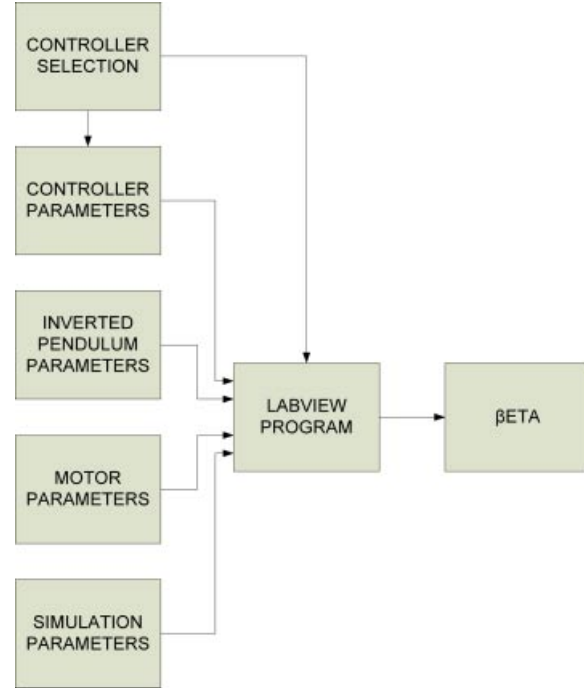 CONTROLLER
SELECTION
CONTROLLER
PARAMETERS
INVERTED
PENDULUM
PARAMETERS
LABVIEW
PROGRAM
βETA
MOTOR
PARAMETERS
SIMULATION
PARAMETERS